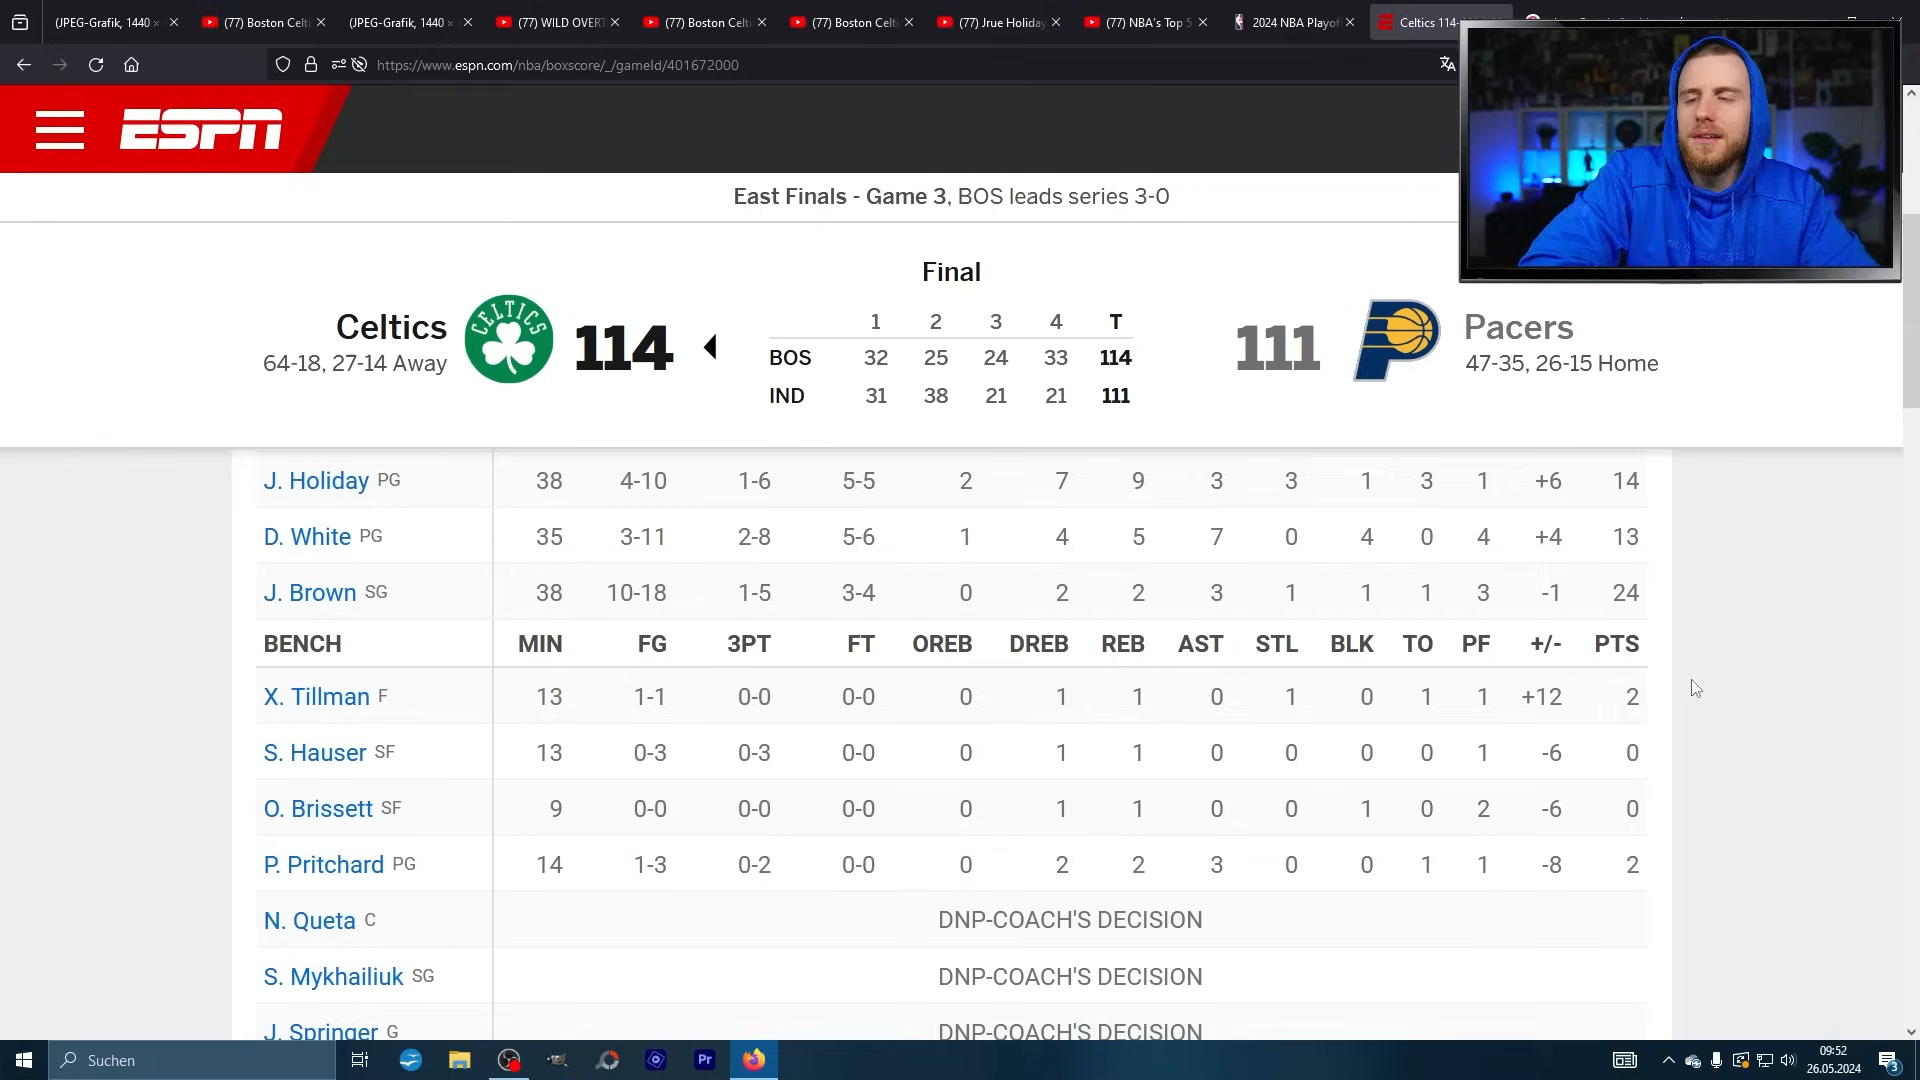 (JPEG-Grafik, 1440 × (77) Boston Celti (JPEG-Grafik, 1440 × (77) WILD OVERT (77) Boston Celti (77) Boston Celti (77) Jrue Holiday (77) NBA's Top 5 2024 NBA Playof Celtics 114-
https://www.espn.com/nba/boxscore/_/gameId/401672000
ESPN
East Finals - Game 3, BOS leads series 3-0
Final
Celtics
64-18, 27-14 Away
CELTICS
114
1 2 3 4 T
BOS 32 25 24 33 114
IND 31 38 21 21 111
111
Pacers
47-35, 26-15 Home
J. Holiday PG 38 4-10 1-6 5-5 2 7 9 3 3 1 3 1 +6 14
D. White PG 35 3-11 2-8 5-6 1 4 5 7 0 4 0 4 +4 13
J. Brown SG 38 10-18 1-5 3-4 0 2 2 3 1 1 1 3 -1 24
BENCH MIN FG 3PT FT OREB DREB REB AST STL BLK TO PF +/- PTS
X. Tillman F 13 1-1 0-0 0-0 0 1 1 0 1 0 1 1 +12 2
S. Hauser SF 13 0-3 0-3 0-0 0 1 1 0 0 0 0 1 -6 0
O. Brissett SF 9 0-0 0-0 0-0 0 1 1 0 0 1 0 2 -6 0
P. Pritchard PG 14 1-3 0-2 0-0 0 2 2 3 0 0 1 1 -8 2
N. Queta C DNP-COACH'S DECISION
S. Mykhailiuk SG DNP-COACH'S DECISION
J. Springer G DNP-COACH'S DECISION
Suchen
Pr
09:52
26.05.2024
3